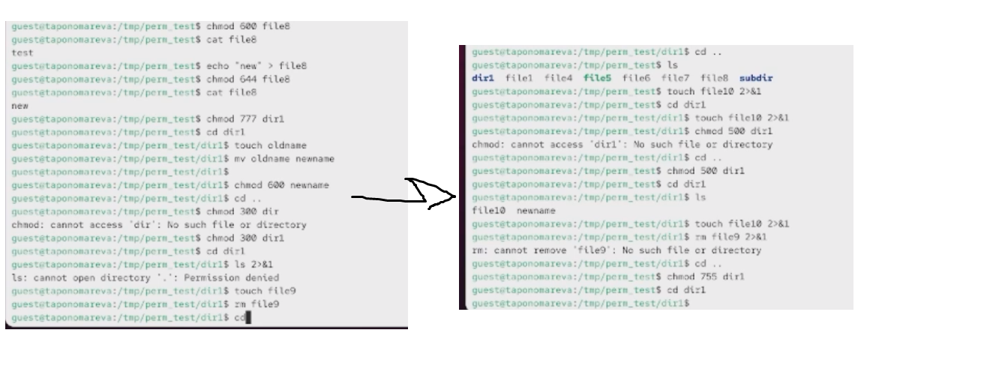 guest@taponomareva:/tmp/perm_test$ chmod 600 file8
guest@taponomareva:/tmp/perm_test$ cat file8
test
guest@taponomareva:/tmp/perm_test$ echo "new" > file8
guest@taponomareva:/tmp/perm_test$ chmod 644 file8
guest@taponomareva:/tmp/perm_test$ cat file8
new
guest@taponomareva:/tmp/perm_test$ chmod 777 dir1
guest@taponomareva:/tmp/perm_test$ cd dir1
guest@taponomareva:/tmp/perm_test/dir1$ touch oldname
guest@taponomareva:/tmp/perm_test/dir1$ mv oldname newname
guest@taponomareva:/tmp/perm_test/dir1$
guest@taponomareva:/tmp/perm_test/dir1$ chmod 600 newname
guest@taponomareva:/tmp/perm_test/dir1$ cd ..
guest@taponomareva:/tmp/perm_test$ chmod 300 dir
chmod: cannot access 'dir': No such file or directory
guest@taponomareva:/tmp/perm_test$ chmod 300 dir1
guest@taponomareva:/tmp/perm_test$ cd dir1
guest@taponomareva:/tmp/perm_test/dir1$ ls 2>&1
ls: cannot open directory '.': Permission denied
guest@taponomareva:/tmp/perm_test/dir1$ touch file9
guest@taponomareva:/tmp/perm_test/dir1$ rm file9
guest@taponomareva:/tmp/perm_test/dir1$ cd
guest@taponomareva:/tmp/perm_test/dir1$ cd ..
guest@taponomareva:/tmp/perm_test$ ls
dir1 file1 file4 file5 file6 file7 file8 subdir
guest@taponomareva:/tmp/perm_test$ touch file10 2>&1
guest@taponomareva:/tmp/perm_test$ cd dir1
guest@taponomareva:/tmp/perm_test/dir1$ touch file10 2>&1
guest@taponomareva:/tmp/perm_test/dir1$ chmod 500 dir1
chmod: cannot access 'dir1': No such file or directory
guest@taponomareva:/tmp/perm_test/dir1$ cd ..
guest@taponomareva:/tmp/perm_test$ chmod 500 dir1
guest@taponomareva:/tmp/perm_test$ cd dir1
guest@taponomareva:/tmp/perm_test/dir1$ ls
file10 newname
guest@taponomareva:/tmp/perm_test/dir1$ touch file10 2>&1
guest@taponomareva:/tmp/perm_test/dir1$ rm file9 2>&1
rm: cannot remove 'file9': No such file or directory
guest@taponomareva:/tmp/perm_test/dir1$ cd ..
guest@taponomareva:/tmp/perm_test$ chmod 755 dir1
guest@taponomareva:/tmp/perm_test$ cd dir1
guest@taponomareva:/tmp/perm_test/dir1$